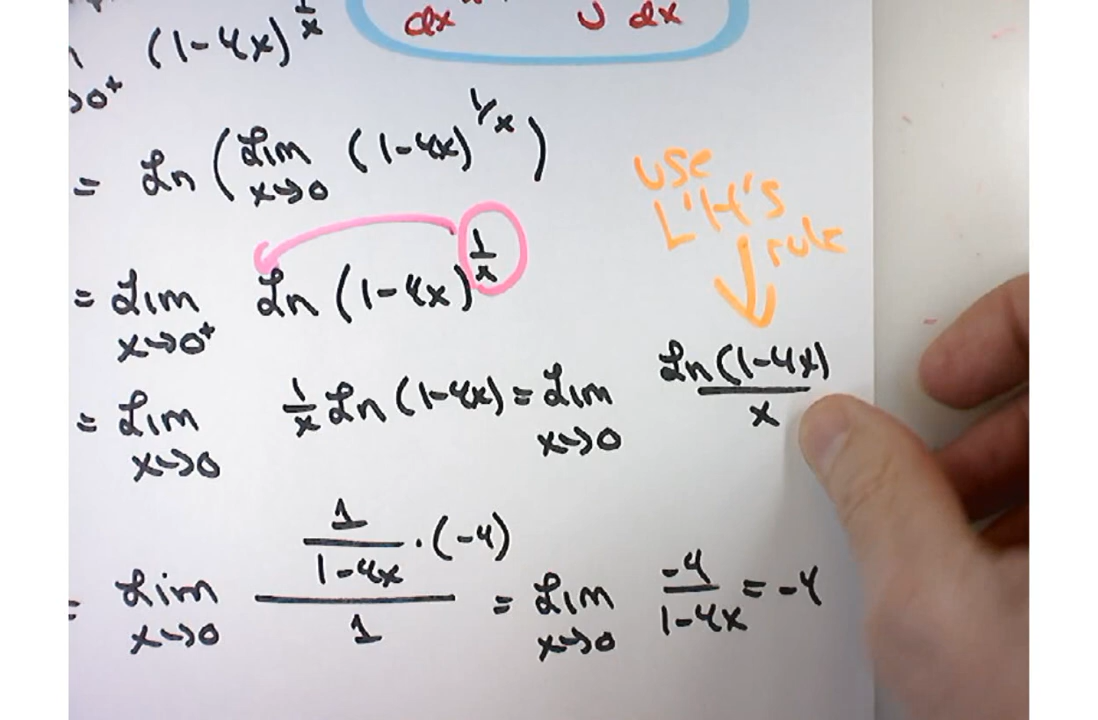 dx U dx
(1-4x)^{1/x}
→0⁺
= Ln ( Lim (1-4x)^{1/x} )
x→0
use
L'H's
rule
= Lim Ln (1-4x)^{1/x}
x→0⁺
= Lim 1/x Ln (1-4x) = Lim Ln (1-4x)/x
x→0 x→0
= Lim (1/(1-4x) · (-4))/1 = Lim -4/(1-4x) = -4
x→0 x→0